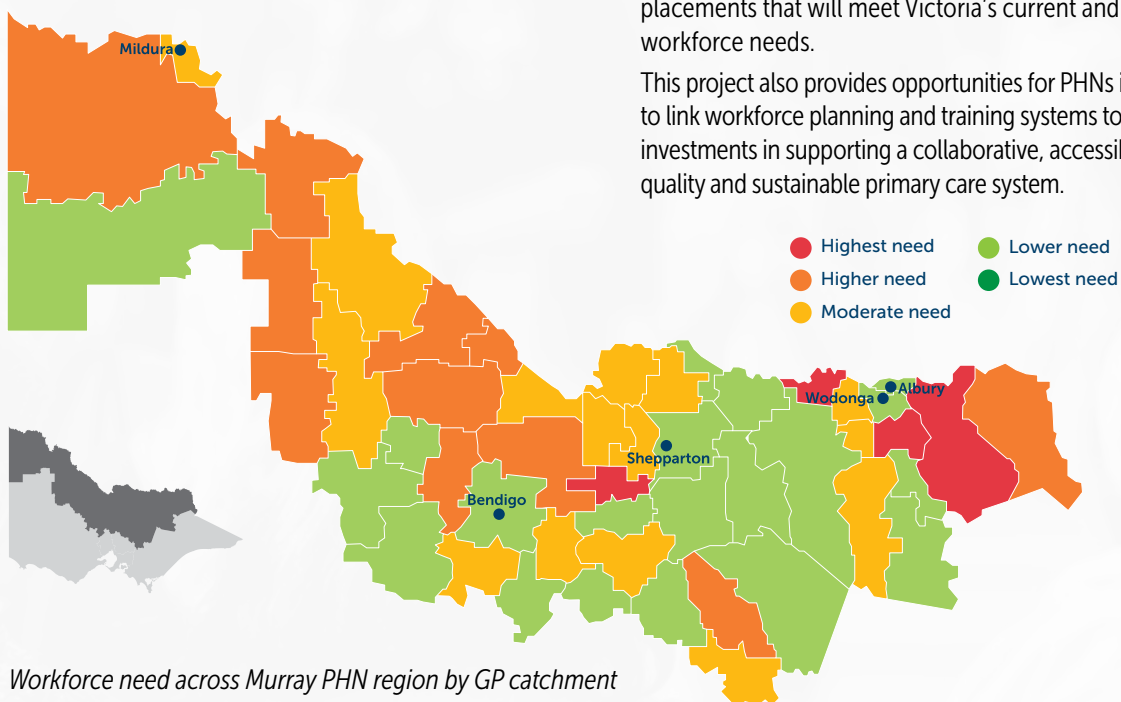 placements that will meet Victoria's current and
workforce needs.
This project also provides opportunities for PHNs
to link workforce planning and training systems to
investments in supporting a collaborative,
quality and sustainable primary care system.
Highest need
Lower need
Higher need
Lowest need
Moderate need
Mildura
Albury
Wodonga
Shepparton
Bendigo
Workforce need across Murray PHN region by GP catchment